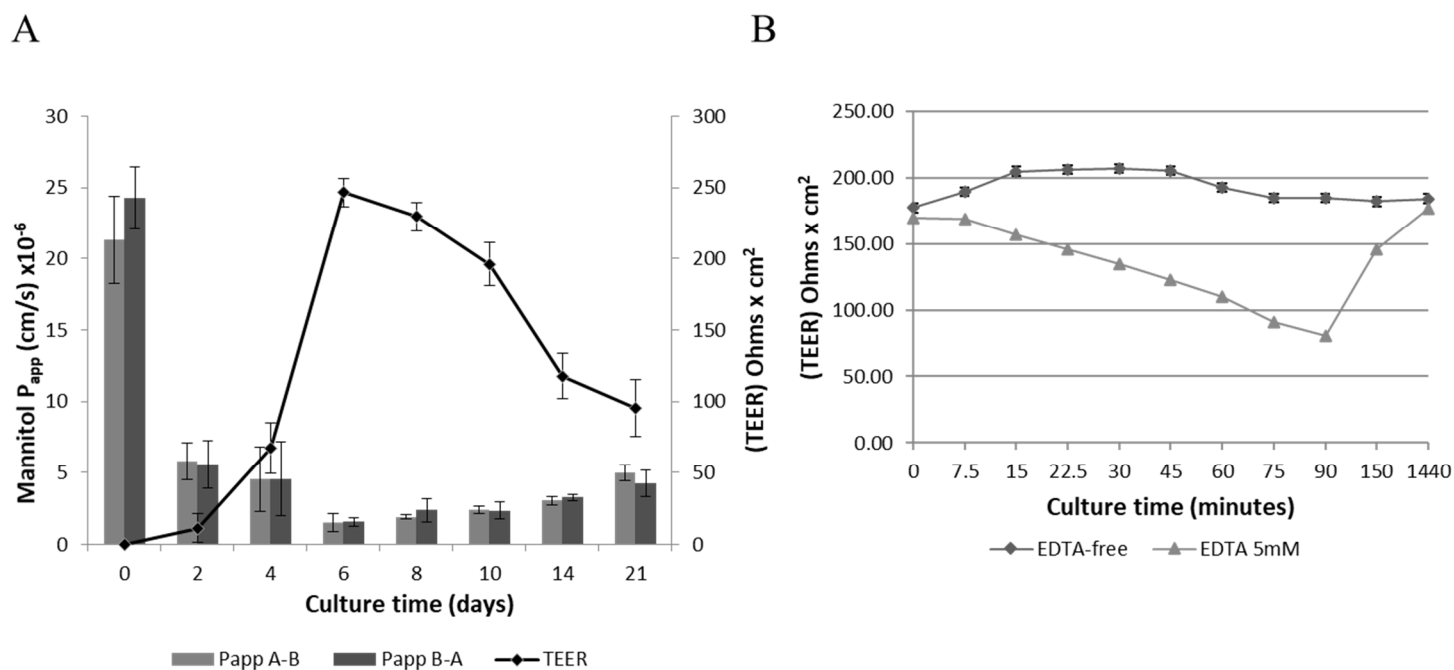 A
B
Mannitol Papp (cm/s) x10-6
30
25
20
15
10
5
0
300
250
200
150
100
50
0
(TEER) Ohms x cm2
0 2 4 6 8 10 14 21
Culture time (days)
Papp A-B Papp B-A TEER
(TEER) Ohms x cm2
250.00
200.00
150.00
100.00
50.00
0.00
0 7.5 15 22.5 30 45 60 75 90 150 1440
Culture time (minutes)
EDTA-free EDTA 5mM